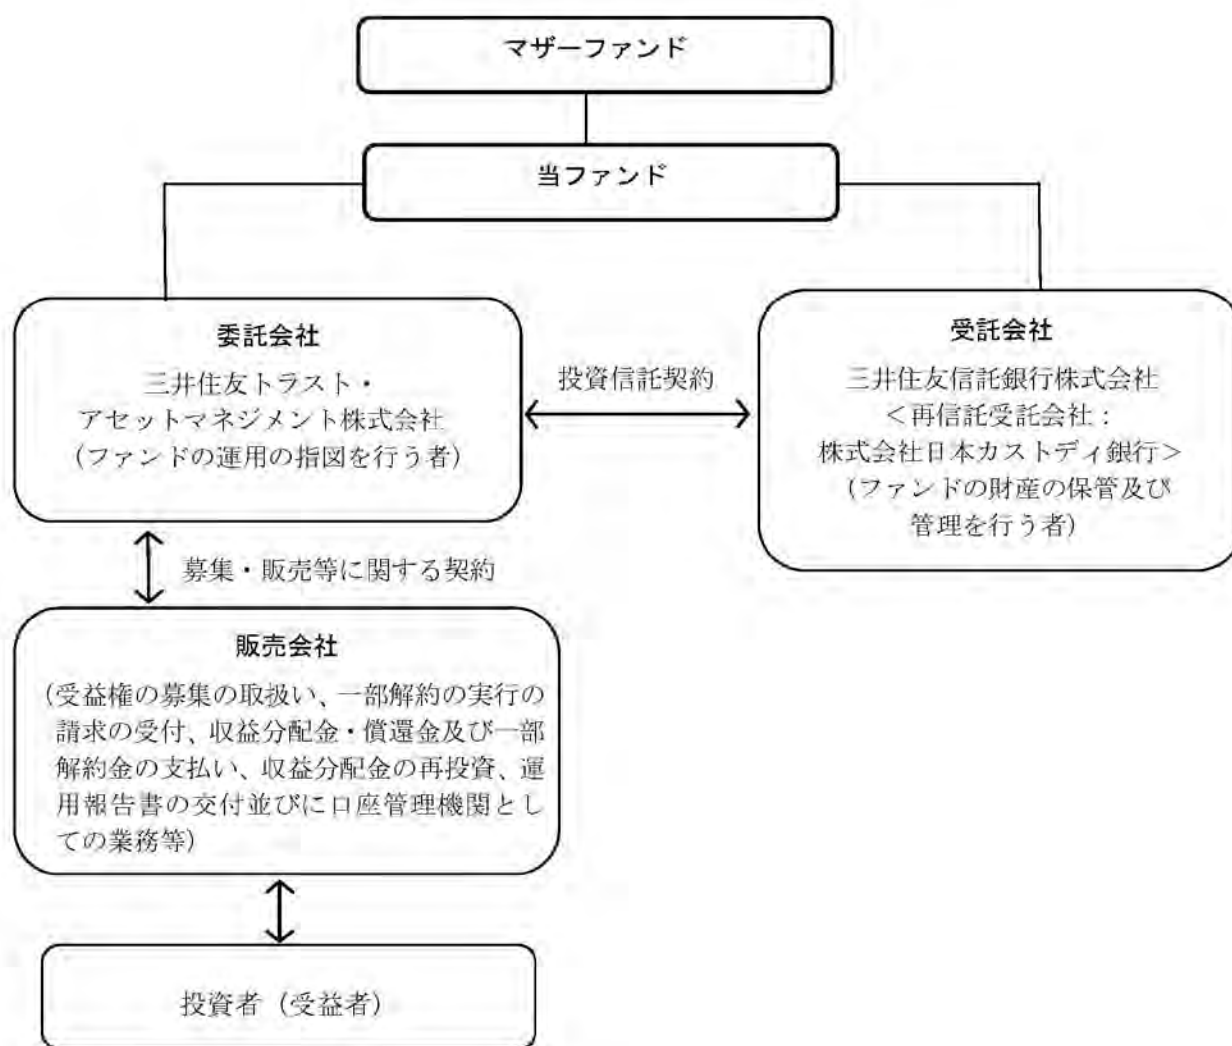 マザーファンド
当ファンド
委託会社
三井住友トラスト・
アセットマネジメント株式会社
(ファンドの運用の指図を行う者)
投資信託契約
受託会社
三井住友信託銀行株式会社
<再信託受託会社:
株式会社日本カストディ銀行>
(ファンドの財産の保管及び
管理を行う者)
募集・販売等に関する契約
販売会社
(受益権の募集の取扱い、一部解約の実行の
請求の受付、収益分配金・償還金及び一部
解約金の支払い、収益分配金の再投資、運
用報告書の交付並びに口座管理機関とし
ての業務等)
投資者(受益者)